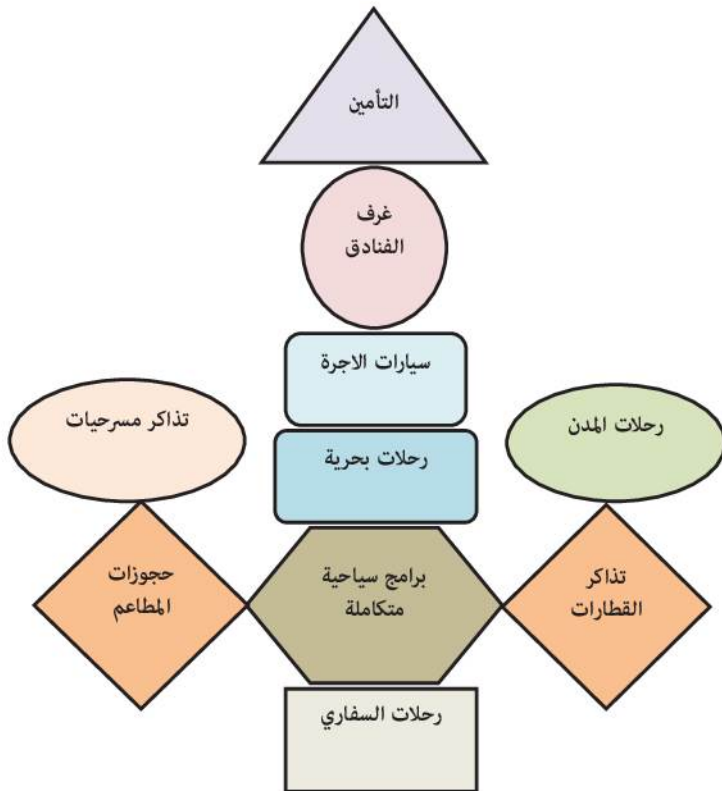 التأمين
غرف
الفنادق
سيارات الاجرة
رحلات المدن
تذاكر مسرحيات
رحلات بحرية
تذاكر
القطارات
برامج سياحية
متكاملة
حجوزات
المطاعم
رحلات السفاري